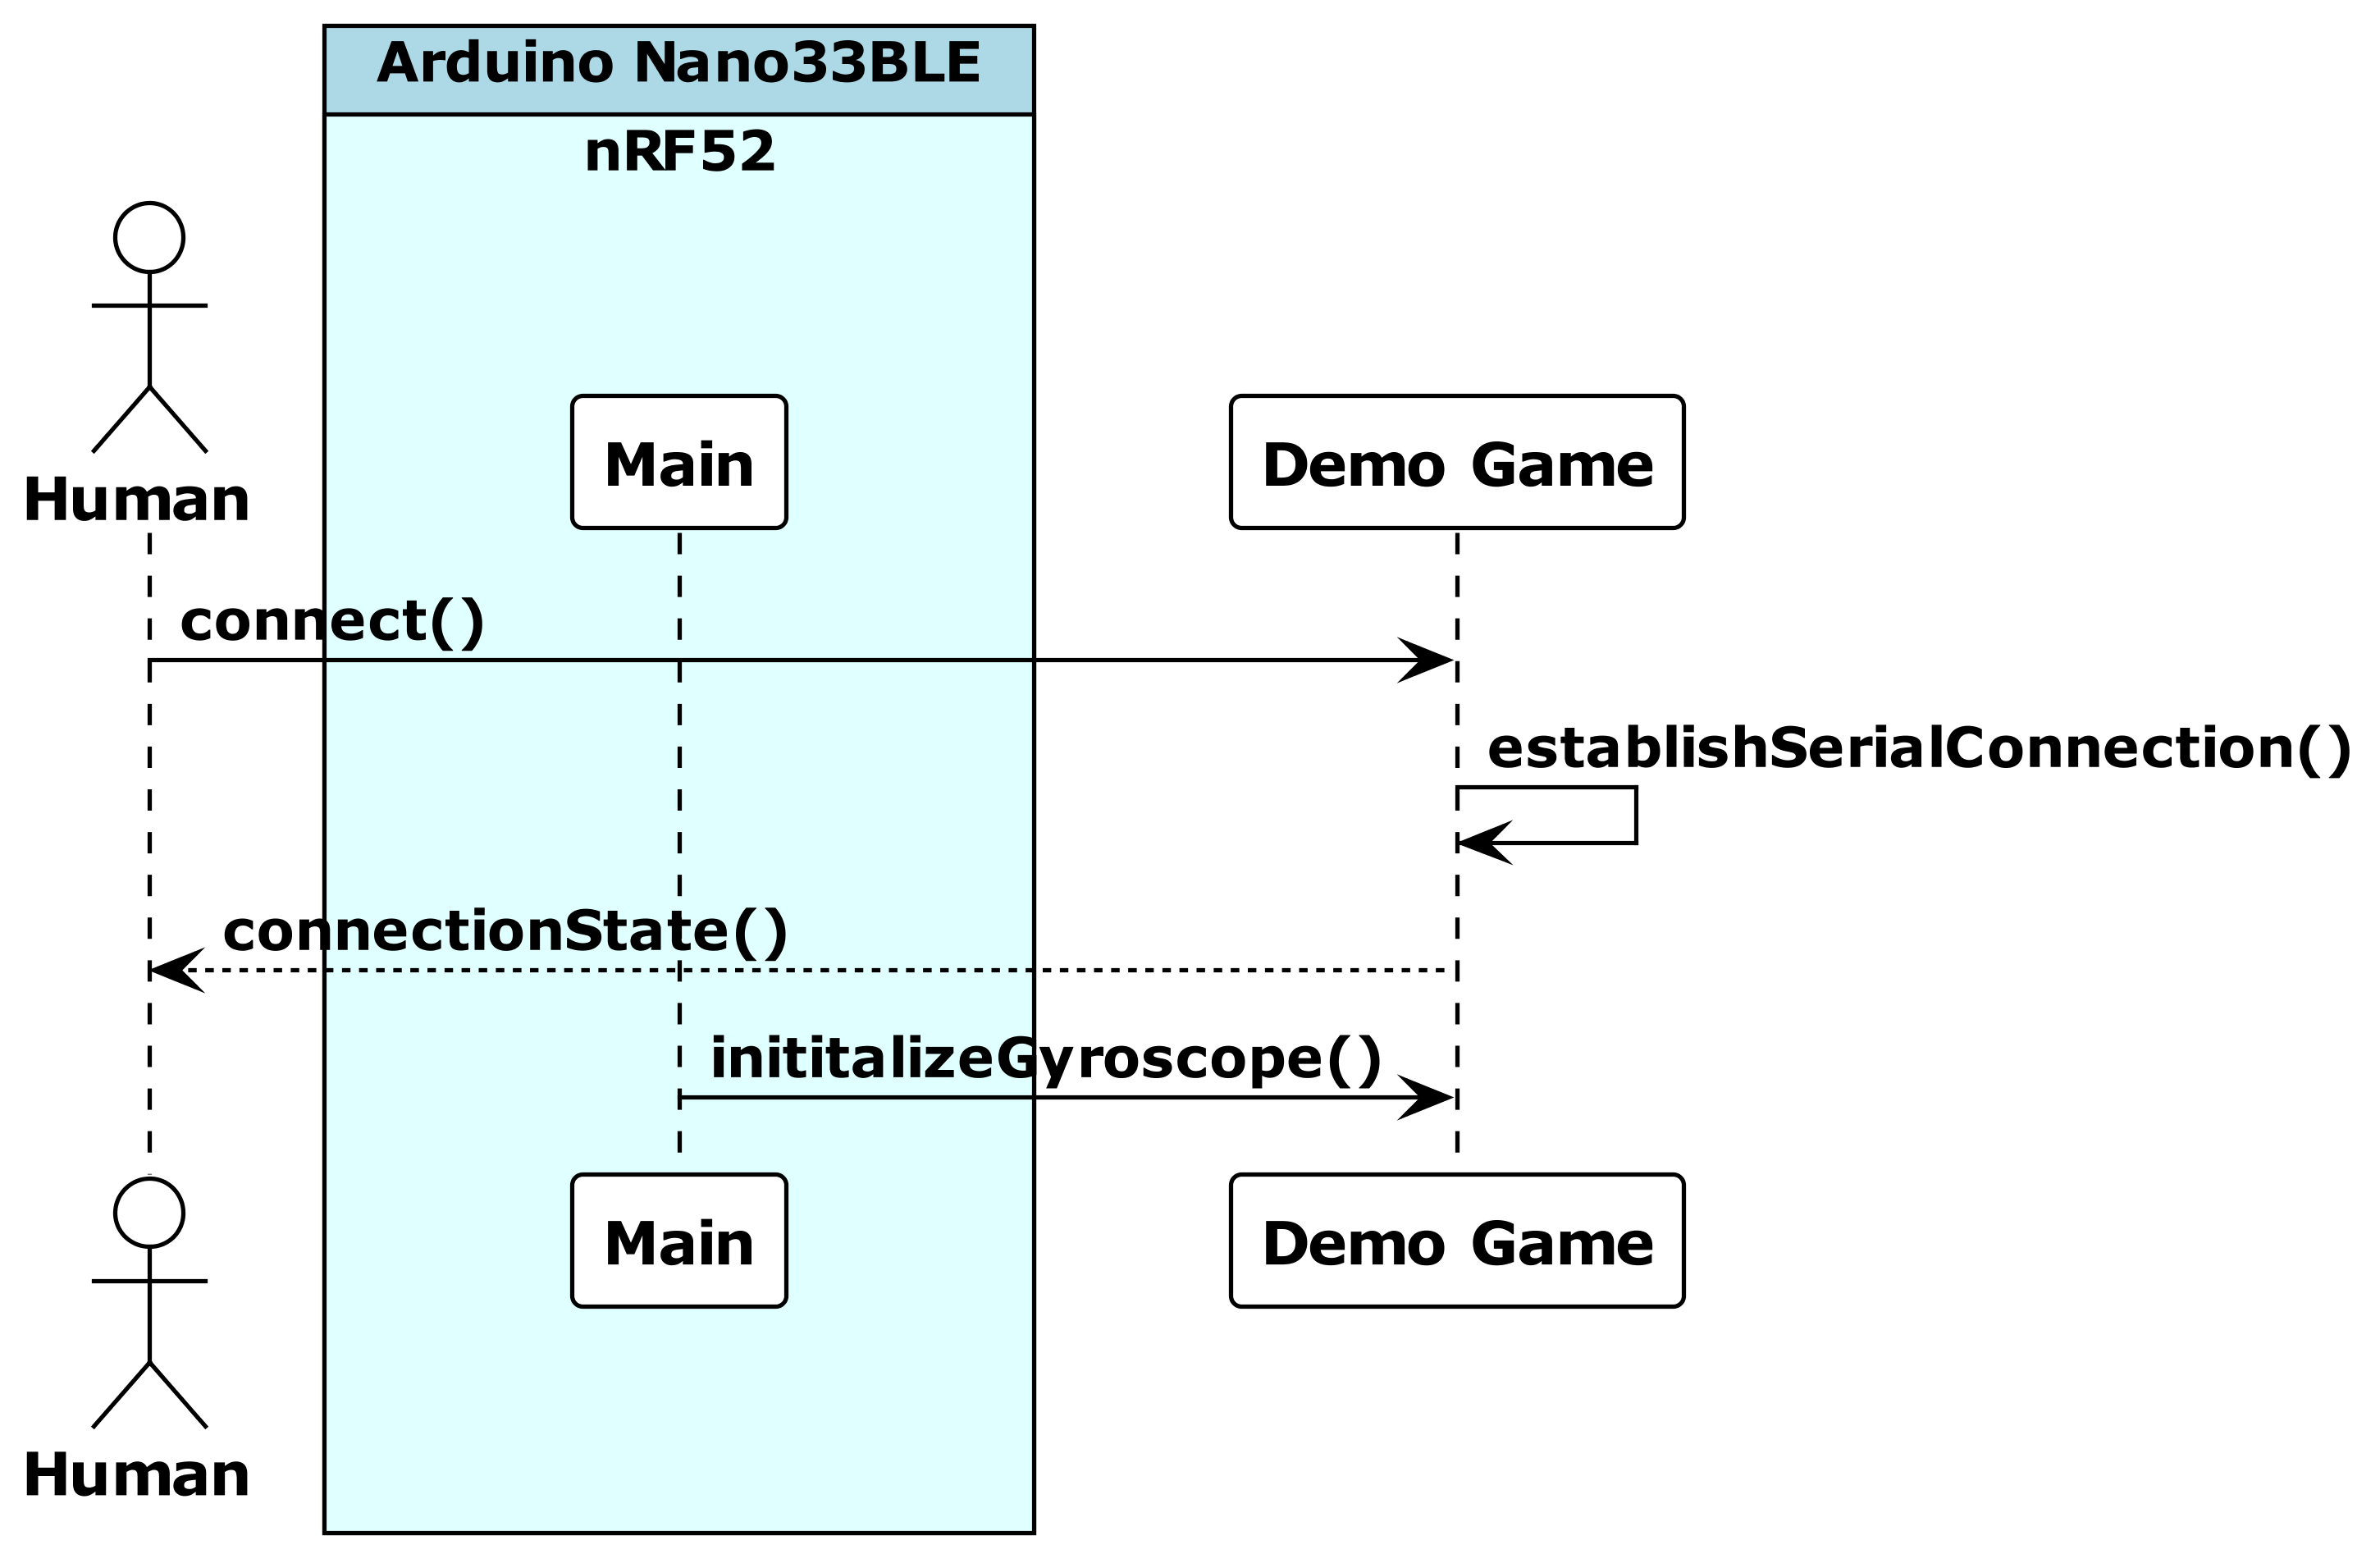 Arduino Nano33BLE
nRF52
Human
Main
Demo Game
connect()
establishSerialConnection()
connectionState()
inititalizeGyroscope()
Main
Demo Game
Human